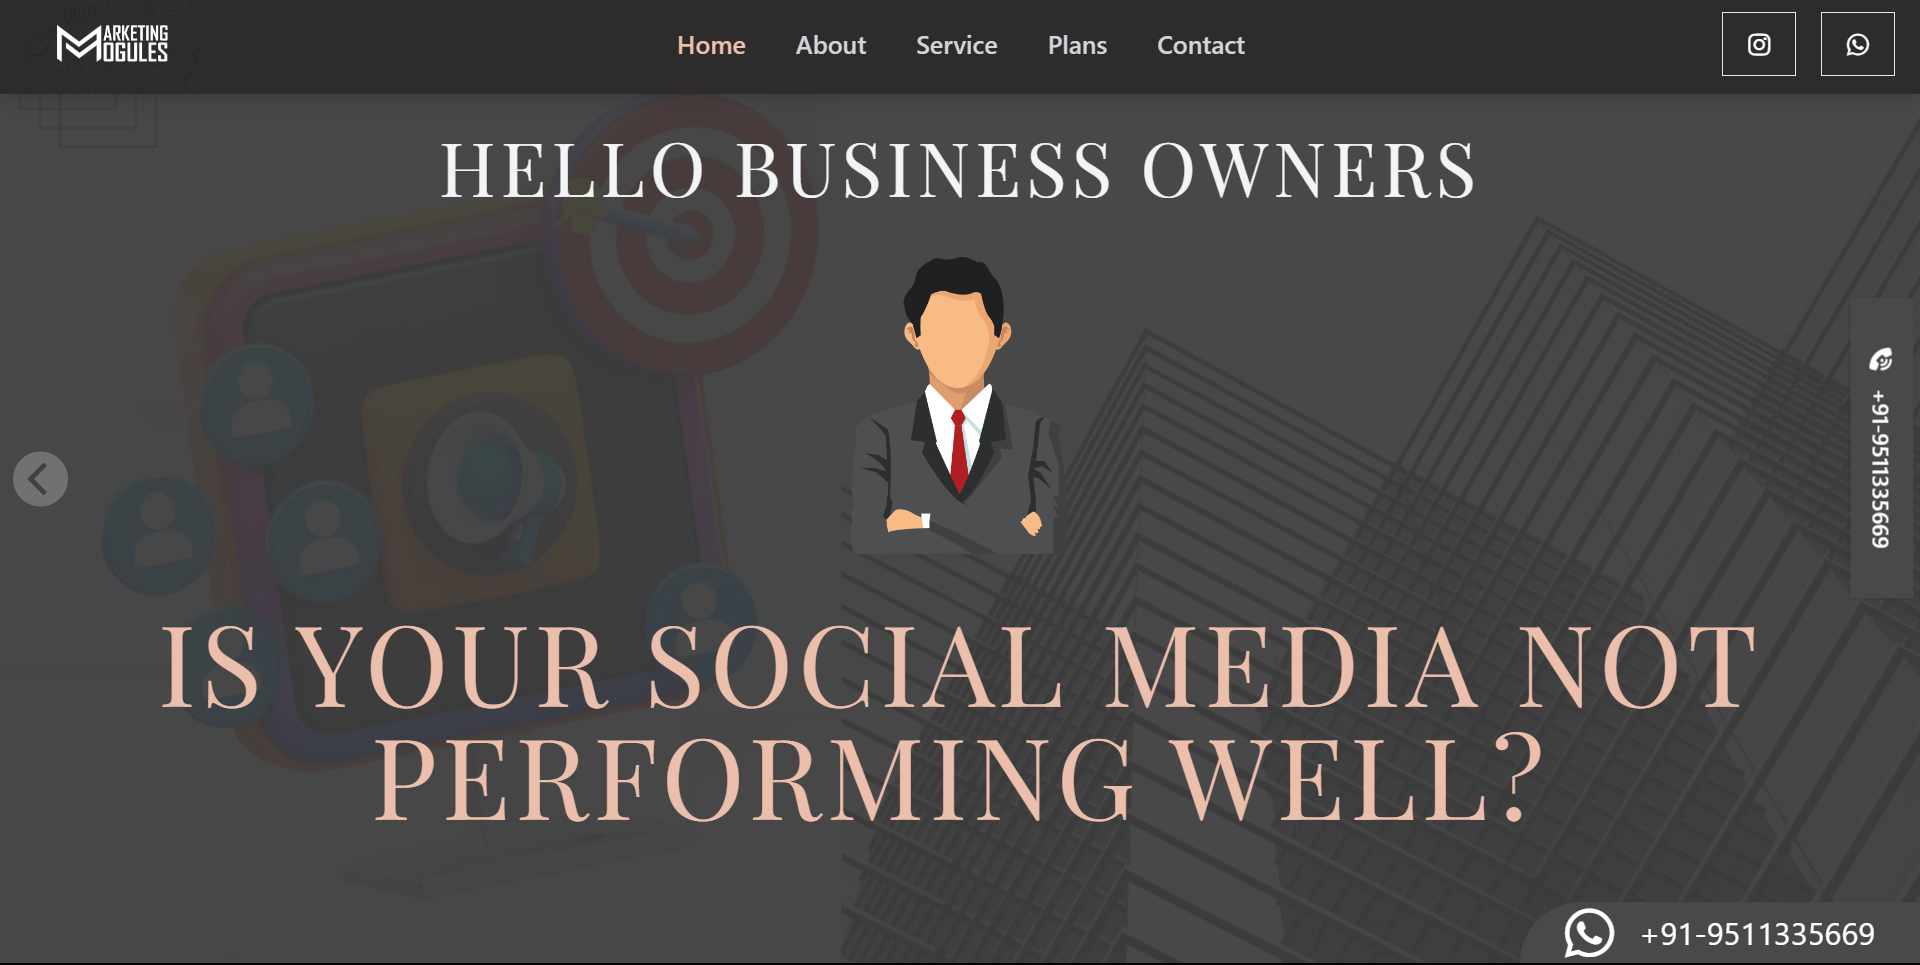 MARKETING
MOGULES
Home About Service Plans Contact
HELLO BUSINESS OWNERS
+91-9511335669
IS YOUR SOCIAL MEDIA NOT
PERFORMING WELL?
+91-9511335669